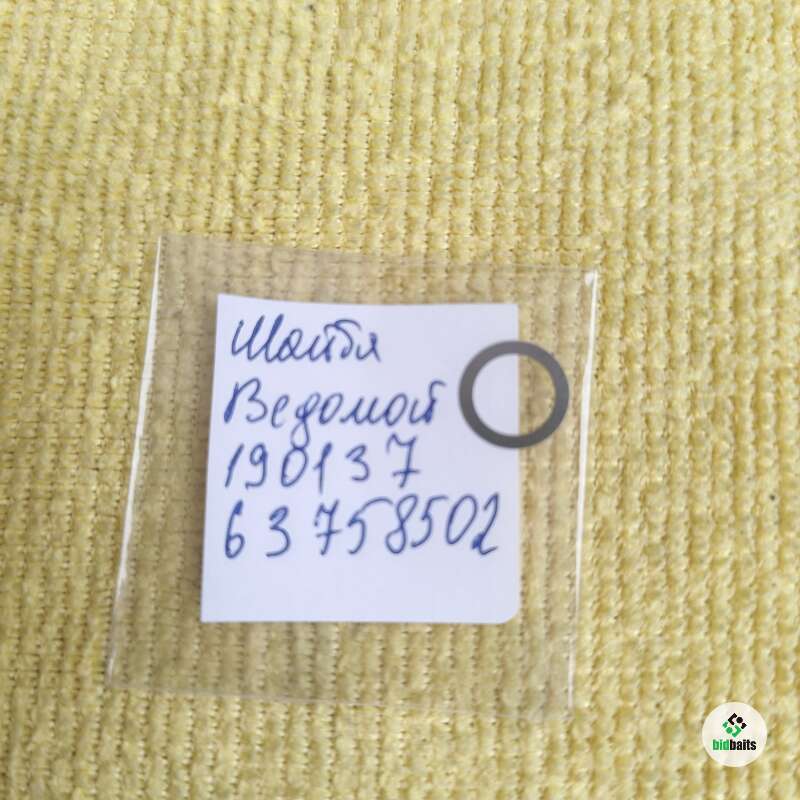 Шайба
Ведомой
190137
63758502
bidbaits